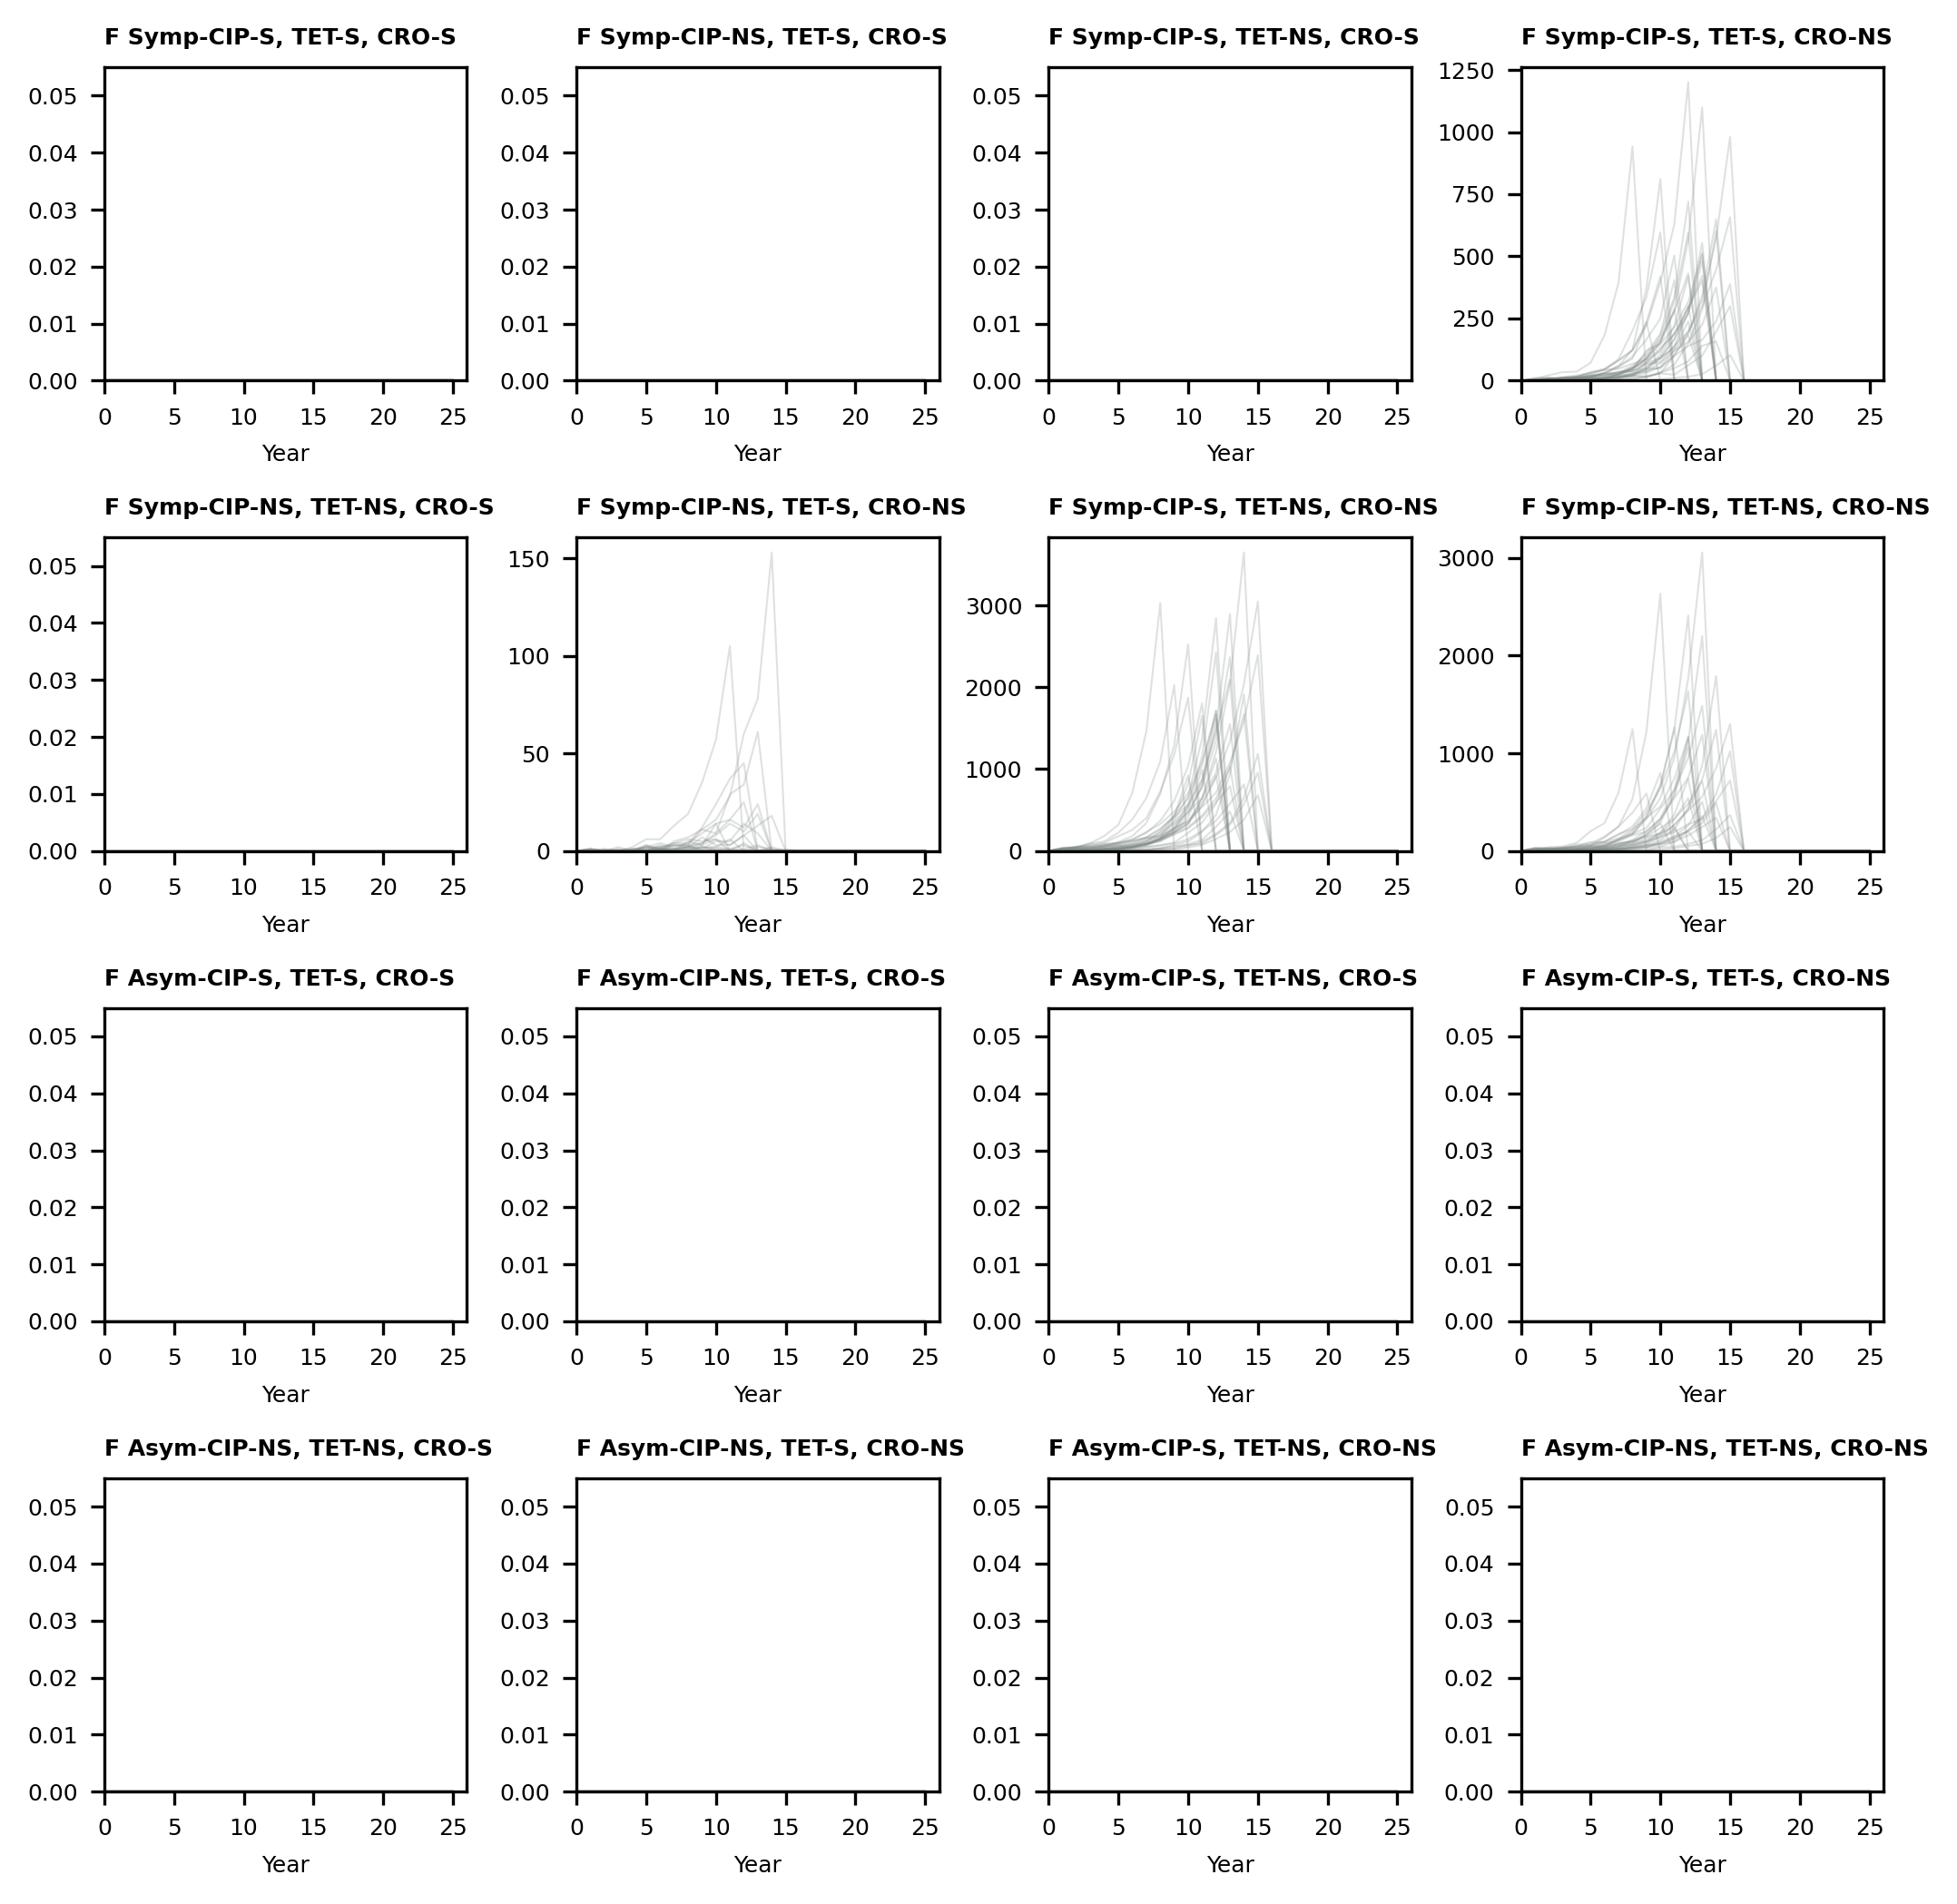 F Symp-CIP-S, TET-S, CRO-S
0.05
0.04
0.03
0.02
0.01
0.00
0 5 10 15 20 25
Year
F Symp-CIP-NS, TET-S, CRO-S
0.05
0.04
0.03
0.02
0.01
0.00
0 5 10 15 20 25
Year
F Symp-CIP-S, TET-NS, CRO-S
0.05
0.04
0.03
0.02
0.01
0.00
0 5 10 15 20 25
Year
F Symp-CIP-S, TET-S, CRO-NS
1250
1000
750
500
250
0
0 5 10 15 20 25
Year
F Symp-CIP-NS, TET-NS, CRO-S
0.05
0.04
0.03
0.02
0.01
0.00
0 5 10 15 20 25
Year
F Symp-CIP-NS, TET-S, CRO-NS
150
100
50
0
0 5 10 15 20 25
Year
F Symp-CIP-S, TET-NS, CRO-NS
3000
2000
1000
0
0 5 10 15 20 25
Year
F Symp-CIP-NS, TET-NS, CRO-NS
3000
2000
1000
0
0 5 10 15 20 25
Year
F Asym-CIP-S, TET-S, CRO-S
0.05
0.04
0.03
0.02
0.01
0.00
0 5 10 15 20 25
Year
F Asym-CIP-NS, TET-S, CRO-S
0.05
0.04
0.03
0.02
0.01
0.00
0 5 10 15 20 25
Year
F Asym-CIP-S, TET-NS, CRO-S
0.05
0.04
0.03
0.02
0.01
0.00
0 5 10 15 20 25
Year
F Asym-CIP-S, TET-S, CRO-NS
0.05
0.04
0.03
0.02
0.01
0.00
0 5 10 15 20 25
Year
F Asym-CIP-NS, TET-NS, CRO-S
0.05
0.04
0.03
0.02
0.01
0.00
0 5 10 15 20 25
Year
F Asym-CIP-NS, TET-S, CRO-NS
0.05
0.04
0.03
0.02
0.01
0.00
0 5 10 15 20 25
Year
F Asym-CIP-S, TET-NS, CRO-NS
0.05
0.04
0.03
0.02
0.01
0.00
0 5 10 15 20 25
Year
F Asym-CIP-NS, TET-NS, CRO-NS
0.05
0.04
0.03
0.02
0.01
0.00
0 5 10 15 20 25
Year